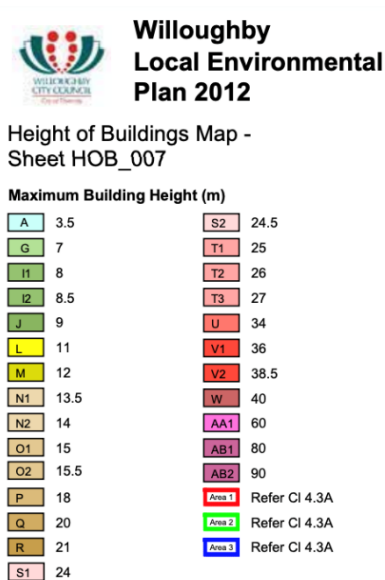 WILLOUGHBY
CITY COUNCIL
City of Diversity
Willoughby
Local Environmental
Plan 2012
Height of Buildings Map -
Sheet HOB_007
Maximum Building Height (m)
A 3.5
G 7
I1 8
I2 8.5
J 9
L 11
M 12
N1 13.5
N2 14
O1 15
O2 15.5
P 18
Q 20
R 21
S1 24
S2 24.5
T1 25
T2 26
T3 27
U 34
V1 36
V2 38.5
W 40
AA1 60
AB1 80
AB2 90
Area 1 Refer Cl 4.3A
Area 2 Refer Cl 4.3A
Area 3 Refer Cl 4.3A